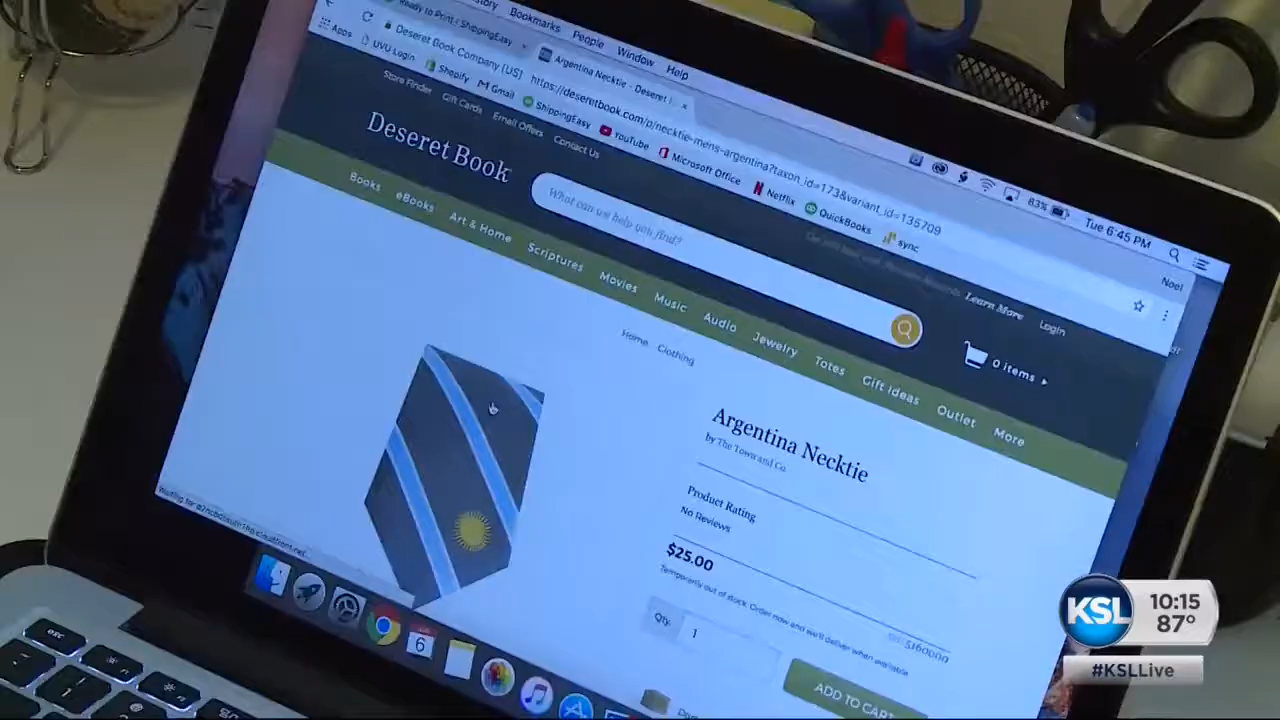 story Bookmarks People Window Help
83% Tue 6:45 PM
Ready to Print | ShippingEasy
Argentina Necktie - Deseret
Noel
Deseret Book Company [US] https://deseretbook.com/p/necktie-mens-argentina?taxon_id=173&variant_id=135709
Apps UVU Login Shopify Gmail ShippingEasy YouTube Microsoft Office Netflix QuickBooks sync
Store Finder Gift Cards Email Offers Contact Us
Learn More Login
Deseret Book
What can we help you find?
0 items
Books eBooks Art & Home Scriptures Movies Music Audio Jewelry Totes Gift Ideas Outlet More
Home Clothing
Argentina Necktie
by The Town and Co.
Product Rating
No Reviews
$25.00
Temporarily out of stock. Order now and we'll deliver when available
Qty. 1
ADD TO CART
Waiting for
6
esc
KSL 10:15
87°
#KSLLive